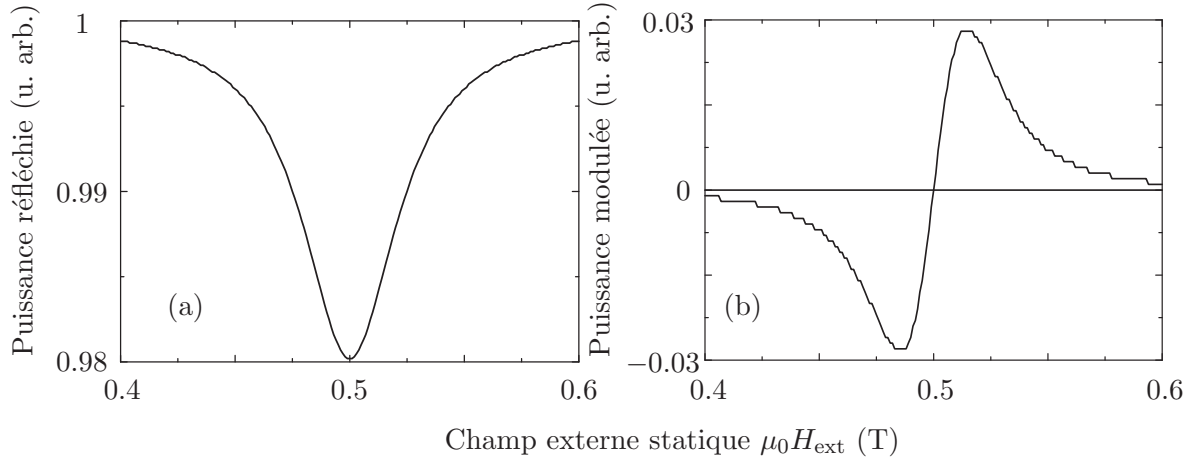 Puissance réfléchie (u. arb.)
1
0.99
0.98
(a)
0.4
0.5
0.6
Puissance modulée (u. arb.)
0.03
0
−0.03
(b)
0.4
0.5
0.6
Champ externe statique μ₀Hext (T)